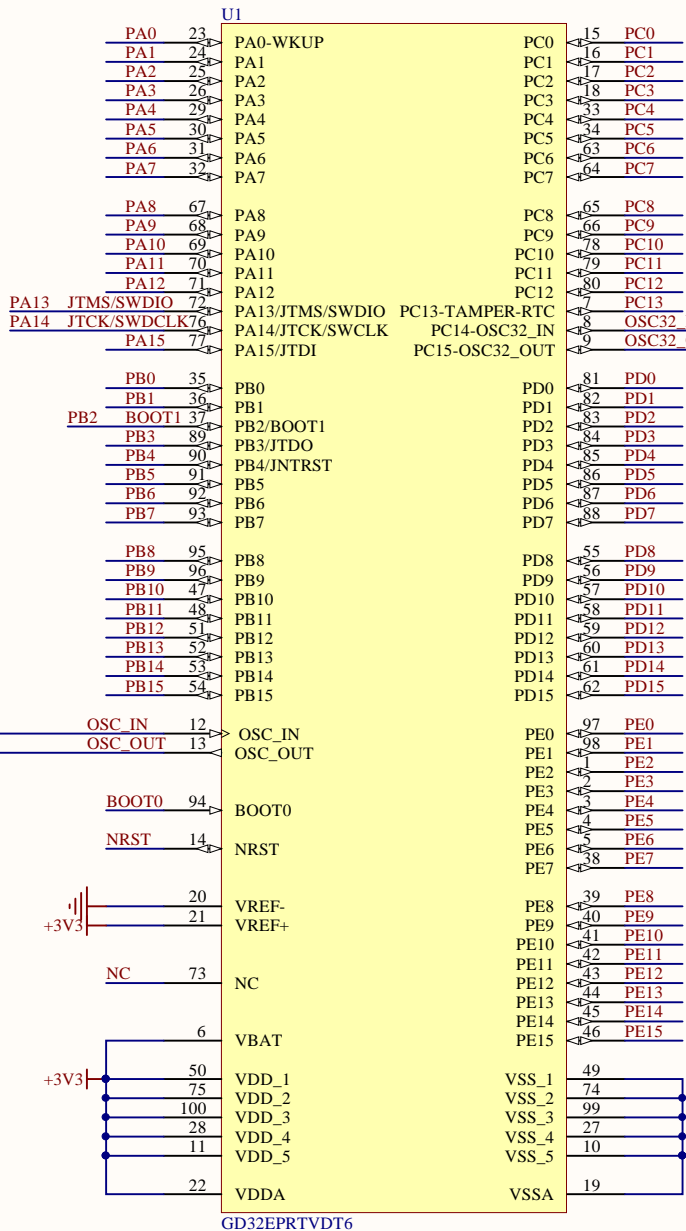 U1
PA0 23 PA0-WKUP PC0 15 PC0
PA1 24 PA1 PC1 16 PC1
PA2 25 PA2 PC2 17 PC2
PA3 26 PA3 PC3 18 PC3
PA4 29 PA4 PC4 33 PC4
PA5 30 PA5 PC5 34 PC5
PA6 31 PA6 PC6 63 PC6
PA7 32 PA7 PC7 64 PC7
PA8 67 PA8 PC8 65 PC8
PA9 68 PA9 PC9 66 PC9
PA10 69 PA10 PC10 78 PC10
PA11 70 PA11 PC11 79 PC11
PA12 71 PA12 PC12 80 PC12
PA13 JTMS/SWDIO 72 PA13/JTMS/SWDIO PC13-TAMPER-RTC 7 PC13
PA14 JTCK/SWDCLK 76 PA14/JTCK/SWCLK PC14-OSC32_IN 8 OSC32_
PA15 77 PA15/JTDI PC15-OSC32_OUT 9 OSC32_
PB0 35 PB0 PD0 81 PD0
PB1 36 PB1 PD1 82 PD1
PB2 BOOT1 37 PB2/BOOT1 PD2 83 PD2
PB3 89 PB3/JTDO PD3 84 PD3
PB4 90 PB4/JNTRST PD4 85 PD4
PB5 91 PB5 PD5 86 PD5
PB6 92 PB6 PD6 87 PD6
PB7 93 PB7 PD7 88 PD7
PB8 95 PB8 PD8 55 PD8
PB9 96 PB9 PD9 56 PD9
PB10 47 PB10 PD10 57 PD10
PB11 48 PB11 PD11 58 PD11
PB12 51 PB12 PD12 59 PD12
PB13 52 PB13 PD13 60 PD13
PB14 53 PB14 PD14 61 PD14
PB15 54 PB15 PD15 62 PD15
OSC_IN 12 OSC_IN PE0 97 PE0
OSC_OUT 13 OSC_OUT PE1 98 PE1
PE2 1 PE2
PE3 2 PE3
BOOT0 94 BOOT0 PE4 3 PE4
PE5 4 PE5
NRST 14 NRST PE6 5 PE6
PE7 38 PE7
20 VREF- PE8 39 PE8
+3V3 21 VREF+ PE9 40 PE9
PE10 41 PE10
PE11 42 PE11
NC 73 NC PE12 43 PE12
PE13 44 PE13
PE14 45 PE14
6 VBAT PE15 46 PE15
+3V3 50 VDD_1 VSS_1 49
75 VDD_2 VSS_2 74
100 VDD_3 VSS_3 99
28 VDD_4 VSS_4 27
11 VDD_5 VSS_5 10
22 VDDA VSSA 19
GD32EPRTVDT6